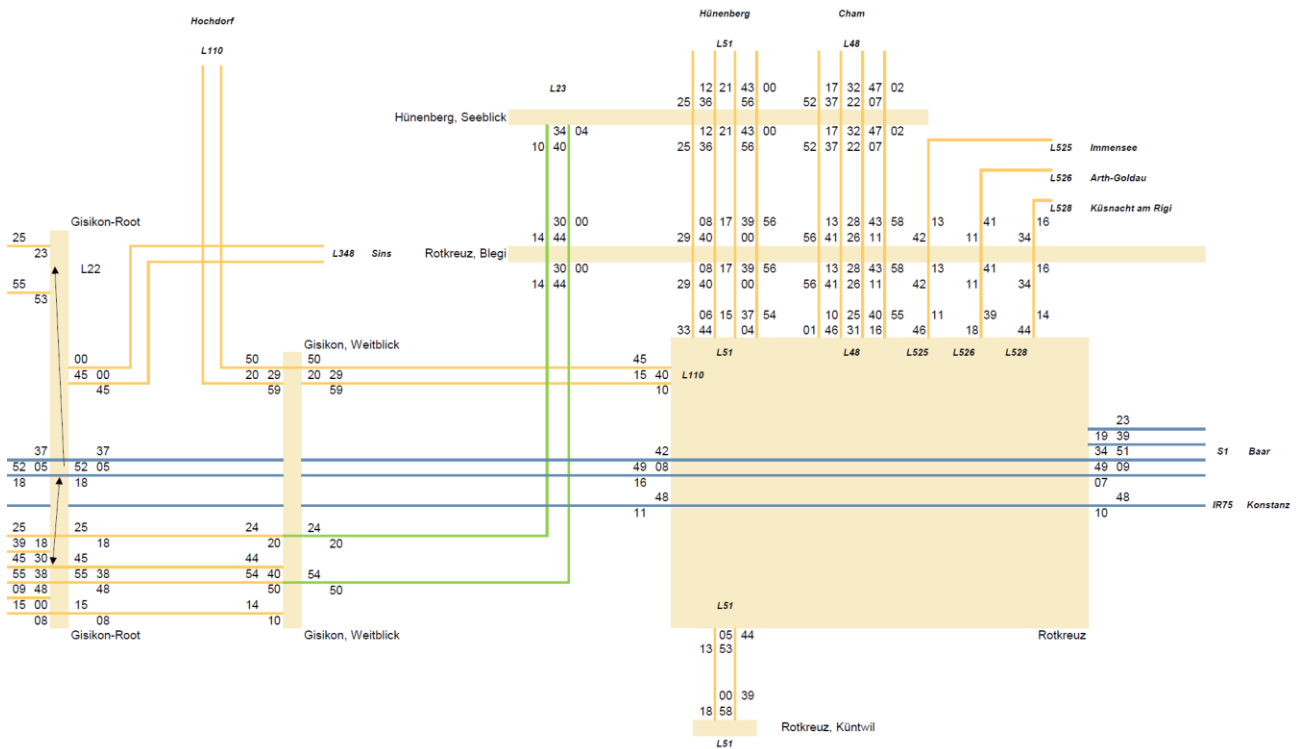 Hünenberg Cham
Hochdorf
L51 L48
L110
12 21 43 00 17 32 47 02
L23
25 36 56 52 37 22 07
Hünenberg, Seeblick
34 04 12 21 43 00 17 32 47 02
10 40 25 36 56 52 37 22 07
L525 Immensee
L526 Arth-Goldau
L528 Küsnacht am Rigi
Gisikon-Root
30 00 08 17 39 56 13 28 43 58 13 41 16
25 14 44 29 40 00 56 41 26 11 42 11 34
23 L348 Sins Rotkreuz, Blegi
L22 30 00 08 17 39 56 13 28 43 58 13 41 16
55 14 44 29 40 00 56 41 26 11 42 11 34
53
06 15 37 54 10 25 40 55 11 39 14
33 44 04 01 46 31 16 46 18 44
Gisikon, Weitblick
L51 L48 L525 L526 L528
00 50 50 45
45 00 20 29 20 29 15 40 L110
45 59 59 10
23
19 39
37 37 42 34 51 S1 Baar
52 05 52 05 49 08 49 09
18 18 16 07
48 48 IR75 Konstanz
11 10
25 25 24 24
39 18 18 20 20
45 30 45 44
55 38 55 38 54 40 54
09 48 48 50 50
15 00 15 14 L51
08 08 10
Gisikon-Root Gisikon, Weitblick 05 44 Rotkreuz
13 53
00 39
18 58
Rotkreuz, Küntwil
L51